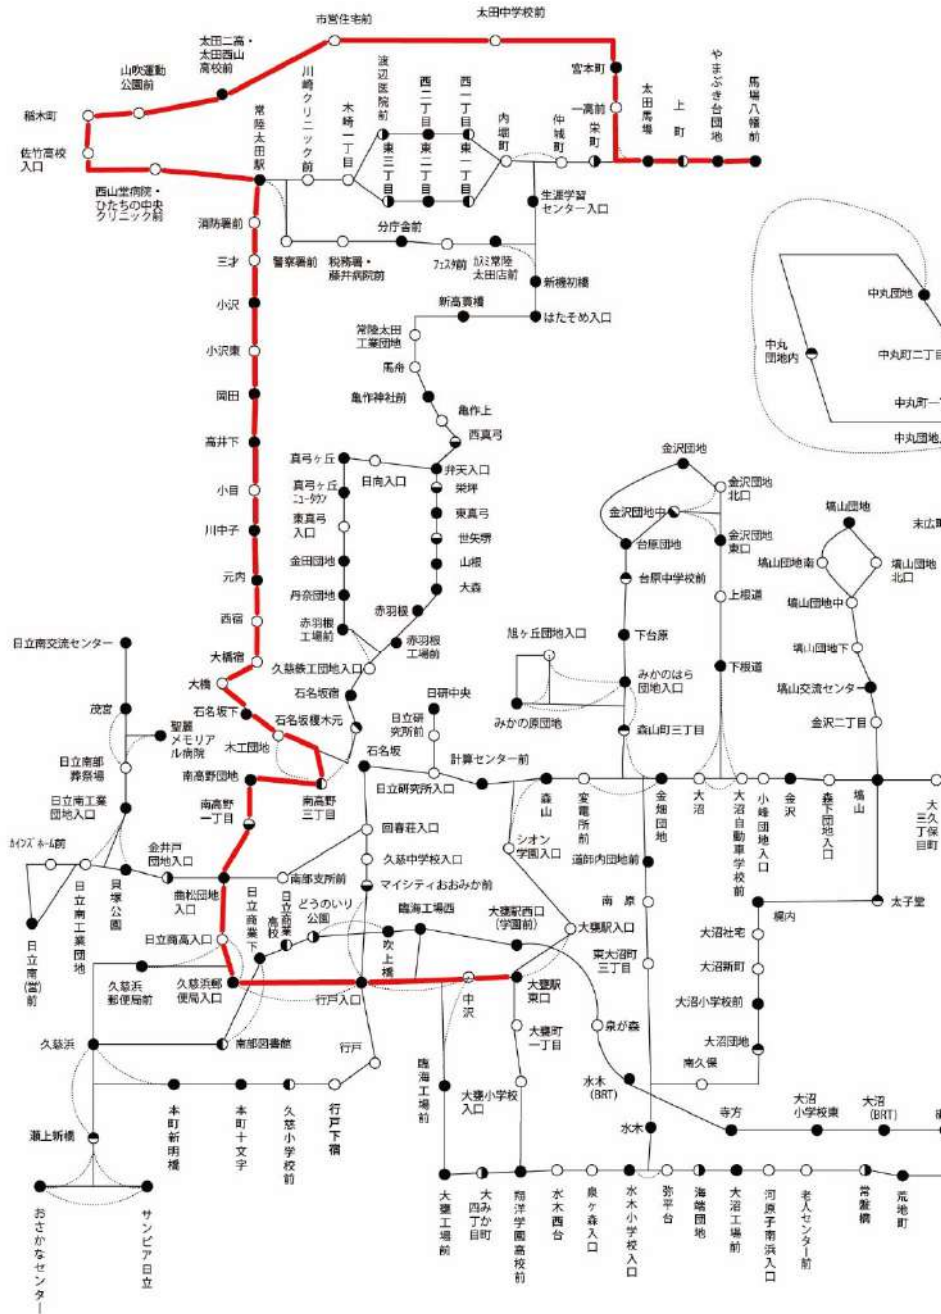 市営住宅前
太田中学校前
太田二高・
太田西山
高校前
山吹運動
公園前
稲木町
佐竹高校
入口
西山堂病院・
ひたちの中央
クリニック前
常陸太田駅
川崎クリニック前
木崎一丁目
渡辺医院前
西二丁目
西一丁目
東三丁目
東二丁目
東一丁目
内堀町
仲城町
栄町
宮本町
一高前
太田馬場
上町
やまぶき台団地
馬場八幡前
生涯学習
センター入口
消防署前
三才
小沢
小沢東
岡田
高井下
小目
川中子
元内
西宿
大橋宿
大橋
石名坂下
木工団地
石名坂榎木元
警察署前
税務署・
藤井病院前
分庁舎前
フェスタ前
カスミ常陸
太田店前
新機初橋
はたそめ入口
新高貫橋
常陸太田
工業団地
馬舟
亀作神社前
亀作上
西真弓
弁天入口
日向入口
真弓ヶ丘
真弓ヶ丘
ニュータウン
東真弓
入口
金田団地
丹奈団地
赤羽根
工場前
栄坪
東真弓
世矢堺
山根
大森
赤羽根
赤羽根
工場前
久慈鉄工団地入口
石名坂宿
石名坂
中丸団地
中丸
団地内
中丸町二丁目
中丸町一丁
中丸団地入
金沢団地
金沢団地
北口
金沢団地中
金沢団地
東口
台原団地
台原中学校前
上根道
下台原
下根道
みかのはら
団地入口
旭ヶ丘団地入口
みかの原団地
森山町三丁目
塙山団地
塙山団地南
塙山団地
北口
塙山団地中
塙山団地下
塙山交流センター
金沢二丁目
末広町
日立南交流センター
茂宮
聖麗
メモリア
ル病院
日立南部
葬祭場
日立南工業
団地入口
カインズホーム前
日立南工業団地
日立南(営)前
貝塚公園
金井戸
団地入口
南高野団地
南高野
三丁目
南高野
一丁目
曲松団地
入口
南部支所前
日立商高入口
日立商業下
日立商業
高校
どうのいり
公園
日研中央
日立研
究所前
日立研究所入口
計算センター前
森山
変電所前
金畑団地
大沼
大沼自動車学校前
小峰団地入口
金沢
森下団地入口
塙山
大久保町
三丁目
回春荘入口
久慈中学校入口
マイシティおおみか前
臨海工場西
吹上橋
大甕駅西口
(学園前)
シオン
学園入口
大甕駅入口
大甕駅
東口
中沢
行戸入口
久慈浜郵
便局入口
久慈浜
郵便局前
久慈浜
南部図書館
行戸
本町新明橋
本町十文字
久慈小学校前
行戸下宿
瀬上新橋
おさかなセンター
サンピア日立
道師内団地前
南原
東大沼町
三丁目
太子堂
橺内
大沼社宅
大沼新町
大沼小学校前
大沼団地
南久保
泉が森
水木
(BRT)
水木
寺方
大沼
小学校東
大沼
(BRT)
大甕町
一丁目
大甕小学校
入口
臨海工場前
大甕工場前
大みか町
四丁目
翔洋学園高校前
水木西台
泉ヶ森入口
水木小学校入口
弥平台
海端団地
大沼工場前
河原子南浜入口
老人センター前
常盤橋
荒地町